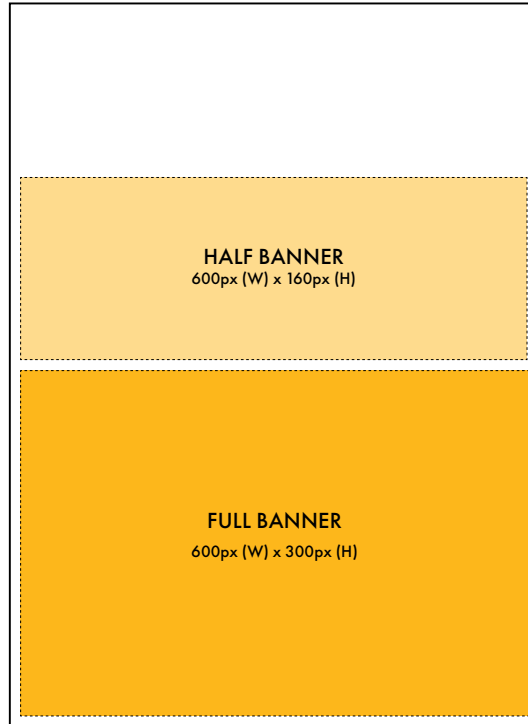 HALF BANNER
600px (W) x 160px (H)
FULL BANNER
600px (W) x 300px (H)